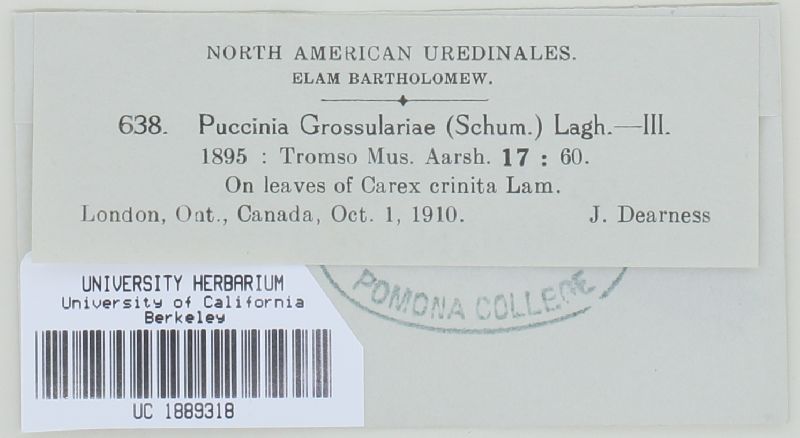 NORTH AMERICAN UREDINALES.
ELAM BARTHOLOMEW.
638. Puccinia Grossulariae (Schum.) Lagh.—III.
1895 : Tromso Mus. Aarsh. 17 : 60.
On leaves of Carex crinita Lam.
London, Ont., Canada, Oct. 1, 1910. J. Dearness
POMONA COLLEGE
UNIVERSITY HERBARIUM
University of California
Berkeley
UC 1889318